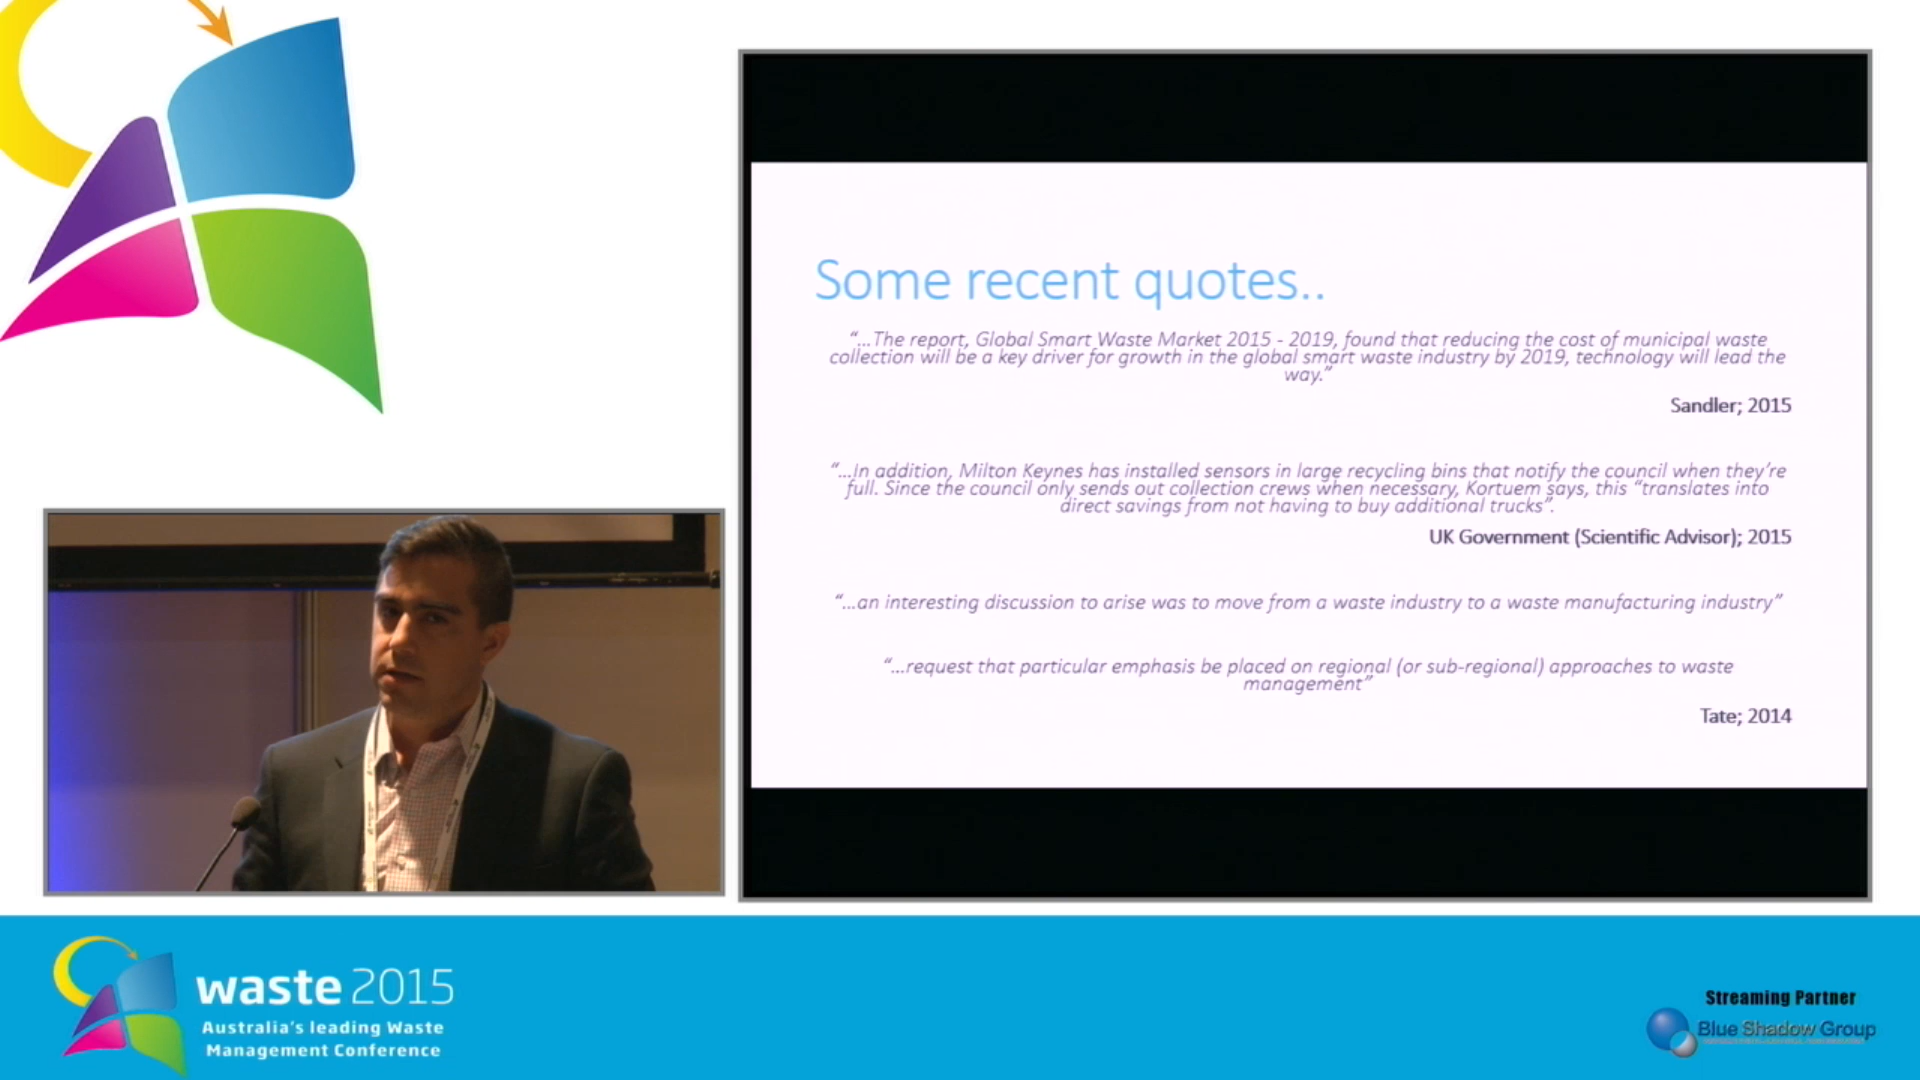 Some recent quotes..
“...The report, Global Smart Waste Market 2015 - 2019, found that reducing the cost of municipal waste
collection will be a key driver for growth in the global smart waste industry by 2019, technology will lead the
way.”
Sandler; 2015
“...In addition, Milton Keynes has installed sensors in large recycling bins that notify the council when they’re
full. Since the council only sends out collection crews when necessary, Kortuem says, this “translates into
direct savings from not having to buy additional trucks”.
UK Government (Scientific Advisor); 2015
“...an interesting discussion to arise was to move from a waste industry to a waste manufacturing industry”
“...request that particular emphasis be placed on regional (or sub-regional) approaches to waste
management”
Tate; 2014
waste 2015
Australia’s leading Waste
Management Conference
Streaming Partner
Blue Shadow Group